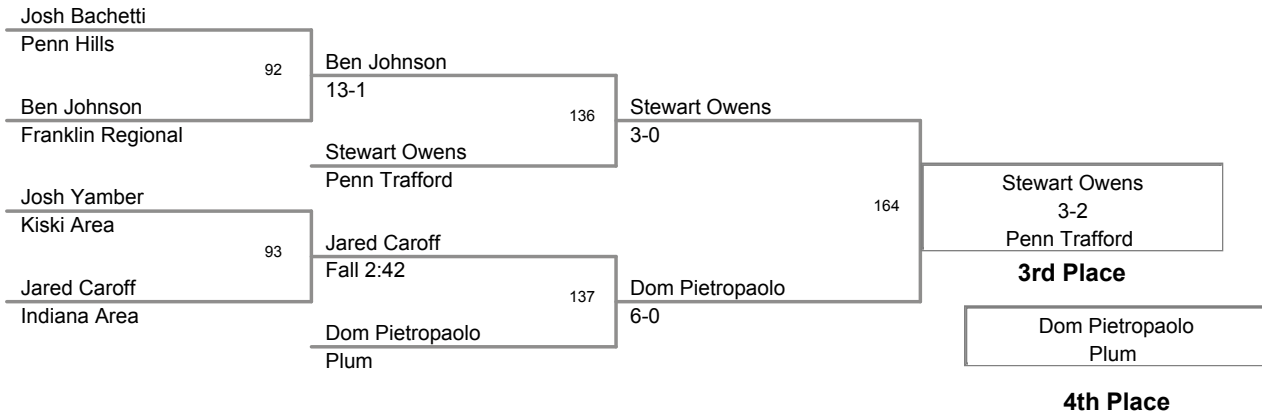 Josh Bachetti
Penn Hills
92
Ben Johnson
13-1
Ben Johnson
Franklin Regional
136
Stewart Owens
3-0
Stewart Owens
Penn Trafford
Josh Yamber
Kiski Area
164
Stewart Owens
3-2
Penn Trafford
3rd Place
93
Jared Caroff
Fall 2:42
Jared Caroff
Indiana Area
137
Dom Pietropaolo
6-0
Dom Pietropaolo
Plum
Dom Pietropaolo
Plum
4th Place